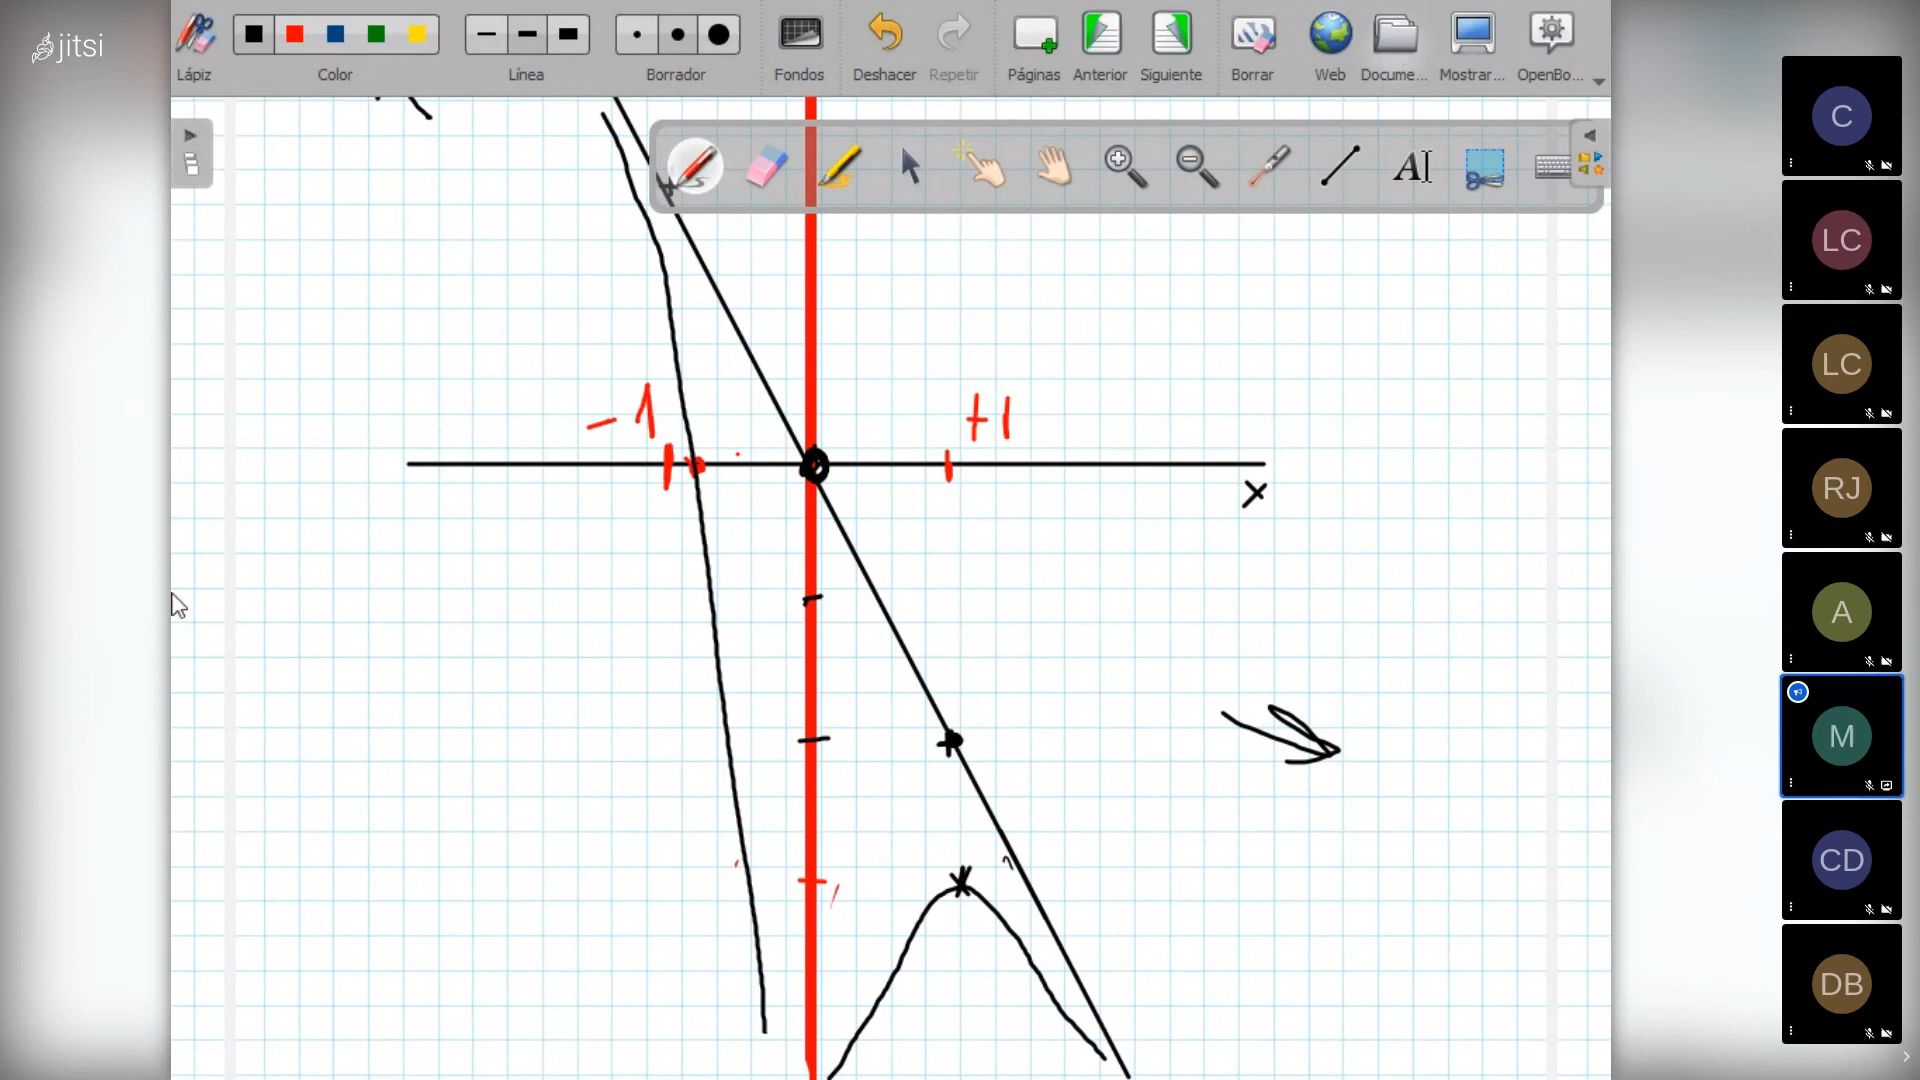 jitsi
Lápiz
Color
Línea
Borrador
Fondos
Deshacer
Repetir
Páginas
Anterior
Siguiente
Borrar
Web
Docume...
Mostrar...
OpenBo...
AI
-1
+1
x
C
LC
LC
RJ
A
M
CD
DB